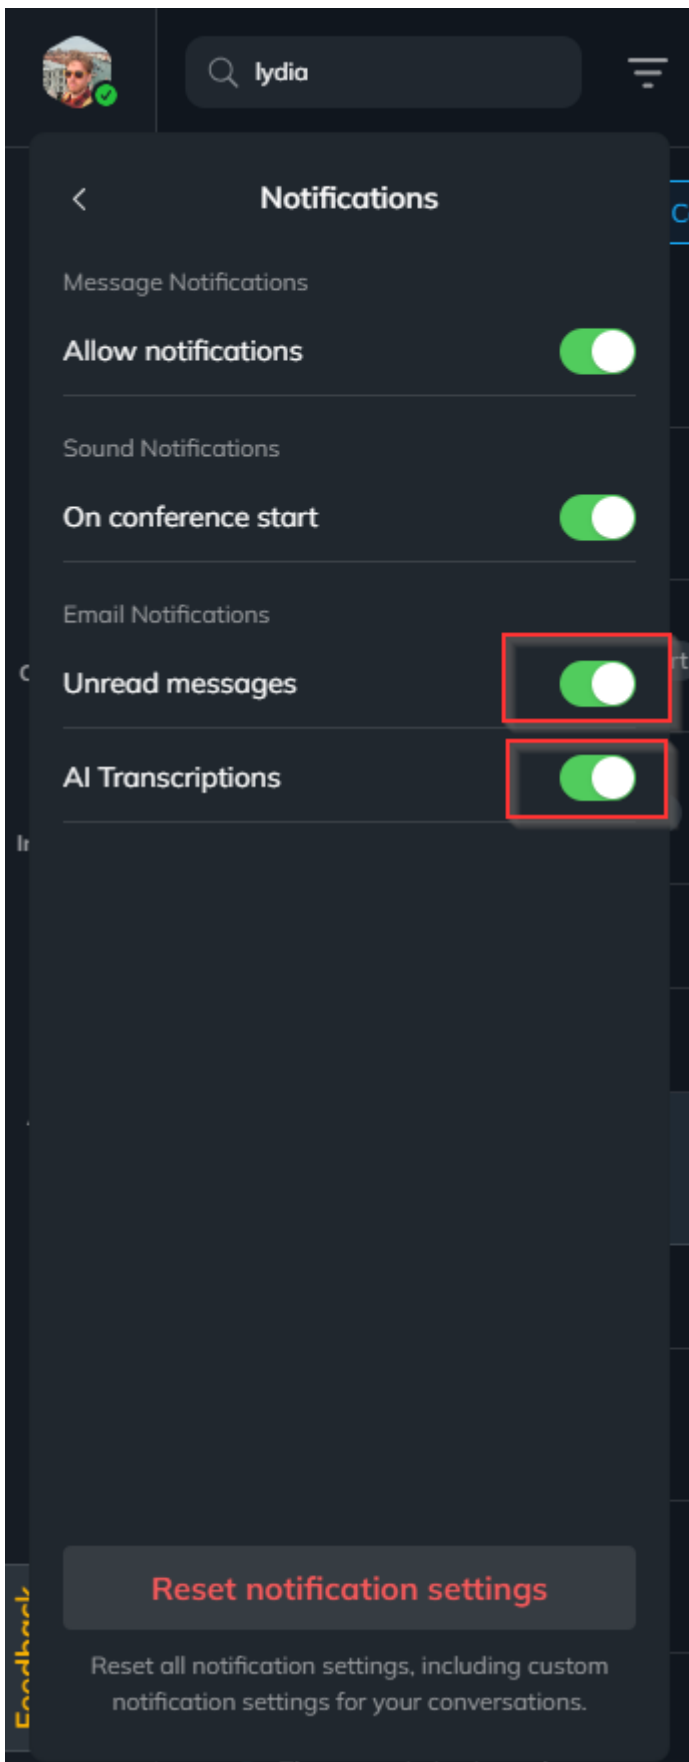 lydia
Notifications
Message Notifications
Allow notifications
Sound Notifications
On conference start
Email Notifications
Unread messages
AI Transcriptions
Reset notification settings
Reset all notification settings, including custom
notification settings for your conversations.
Feedback